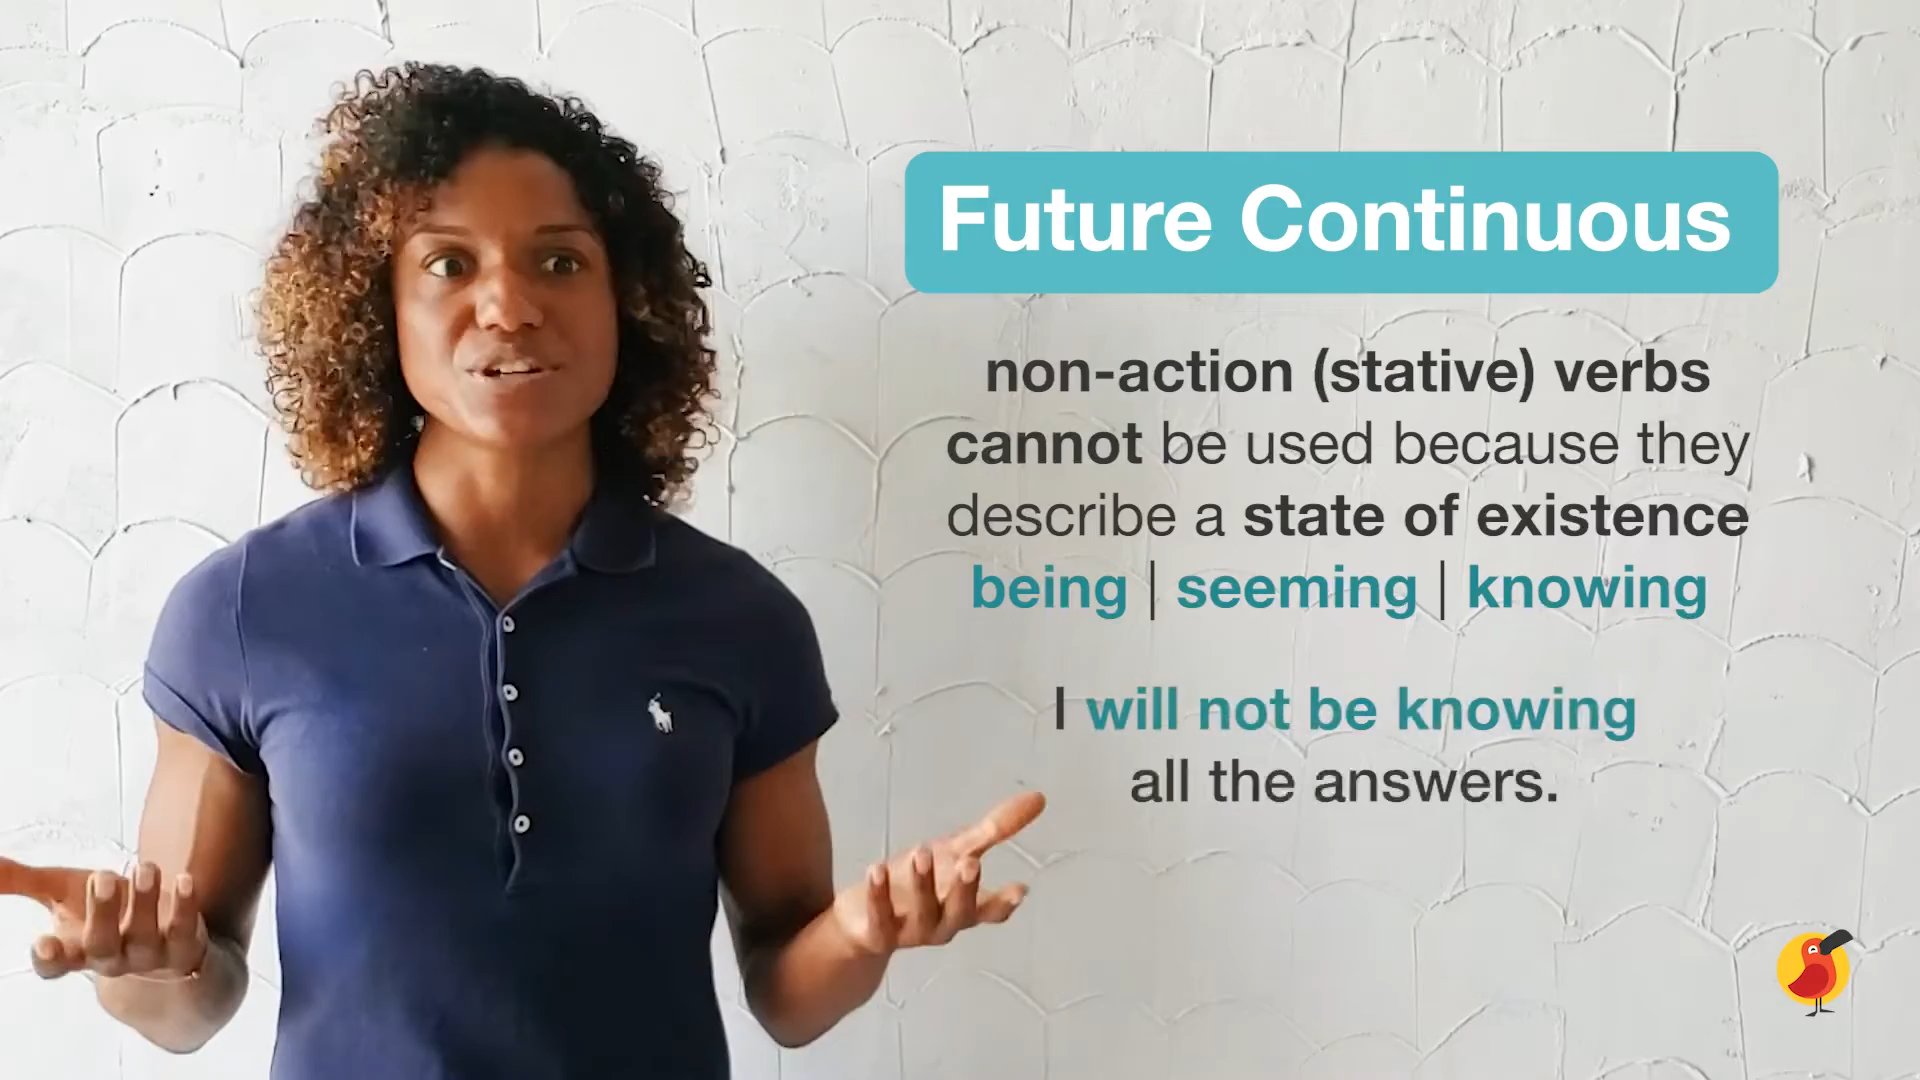 Future Continuous
non-action (stative) verbs
cannot be used because they
describe a state of existence
being | seeming | knowing
I will not be knowing
all the answers.